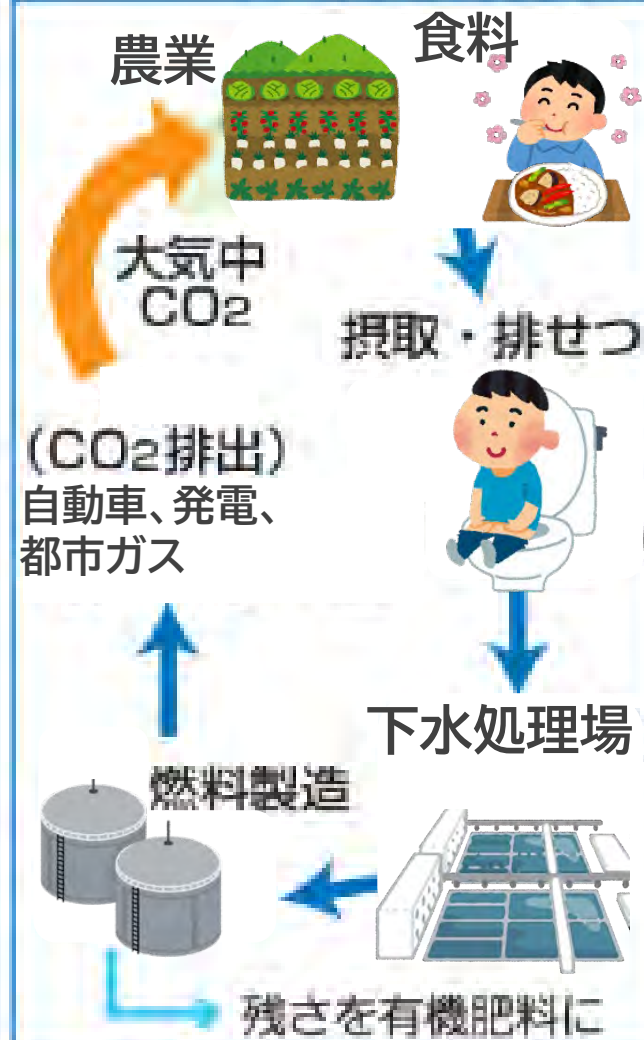 農業
食料
大気中
CO2
摂取・排せつ
(CO2排出)
自動車、発電、
都市ガス
下水処理場
燃料製造
残さを有機肥料に